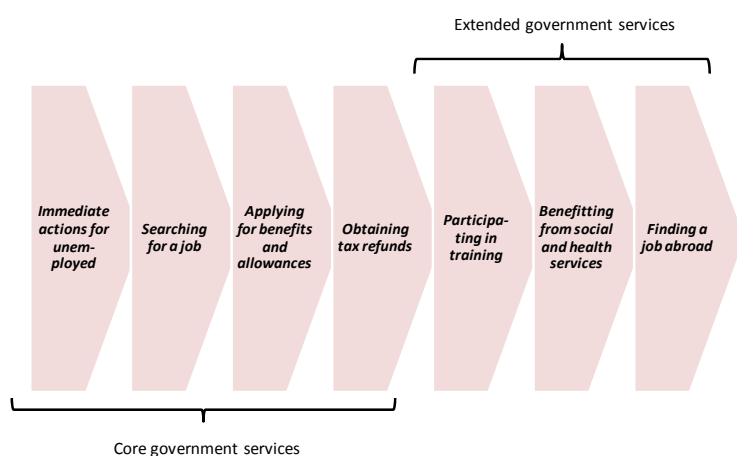 Extended government services
Immediate
actions for
unem-
ployed
Searching
for a job
Applying
for benefits
and
allowances
Obtaining
tax refunds
Participa-
ting in
training
Benefitting
from social
and health
services
Finding a
job abroad
Core government services